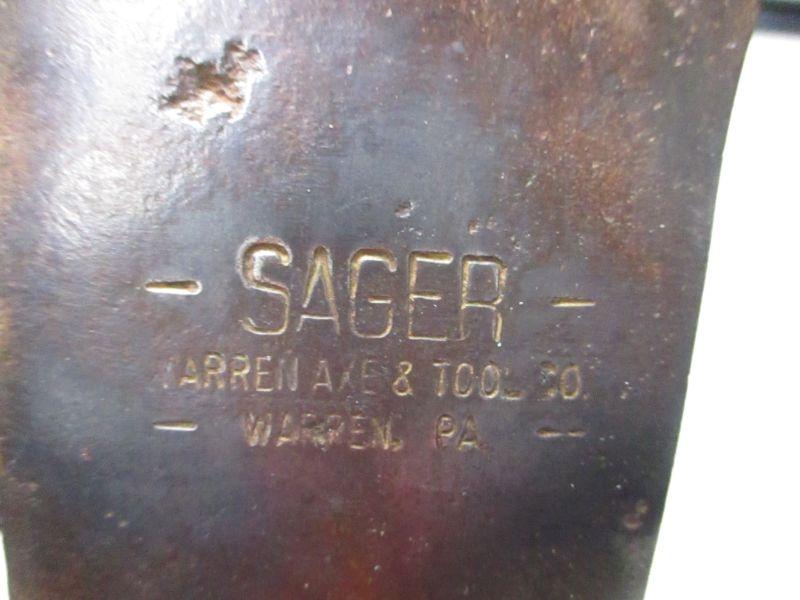 - SAGER -
WARREN AXE & TOOL CO.
- WARREN, PA. -